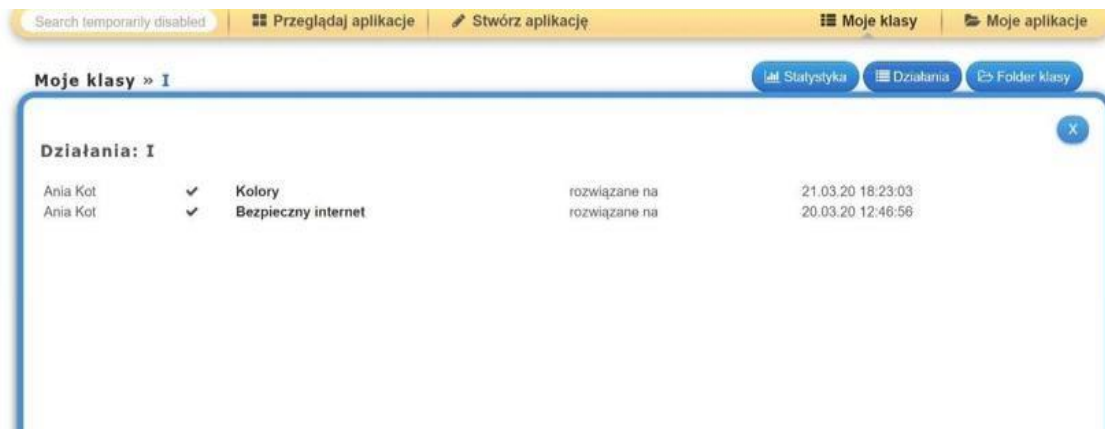 Search temporarily disabled Przeglądaj aplikacje Stwórz aplikację Moje klasy Moje aplikacje
Moje klasy » I Statystyka Działania Folder klasy
X
Działania: I
Ania Kot Kolory rozwiązane na 21.03.20 18:23:03
Ania Kot Bezpieczny internet rozwiązane na 20.03.20 12:46:56